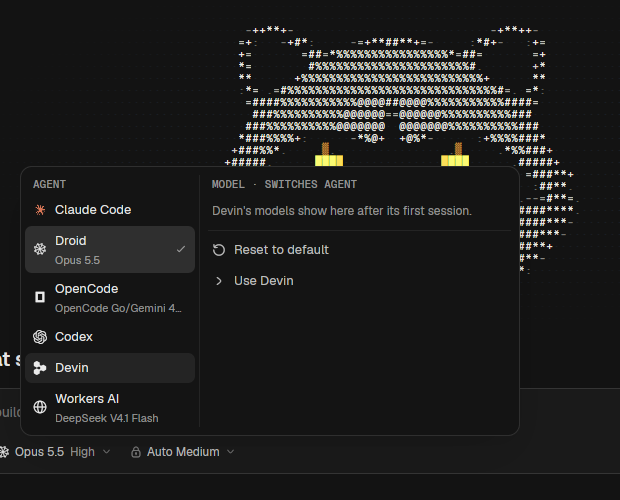 AGENT
MODEL · SWITCHES AGENT
Claude Code
Devin's models show here after its first session.
Droid
Opus 5.5
Reset to default
OpenCode
OpenCode Go/Gemini 4…
Use Devin
Codex
Devin
Workers AI
DeepSeek V4.1 Flash
Opus 5.5 High
Auto Medium